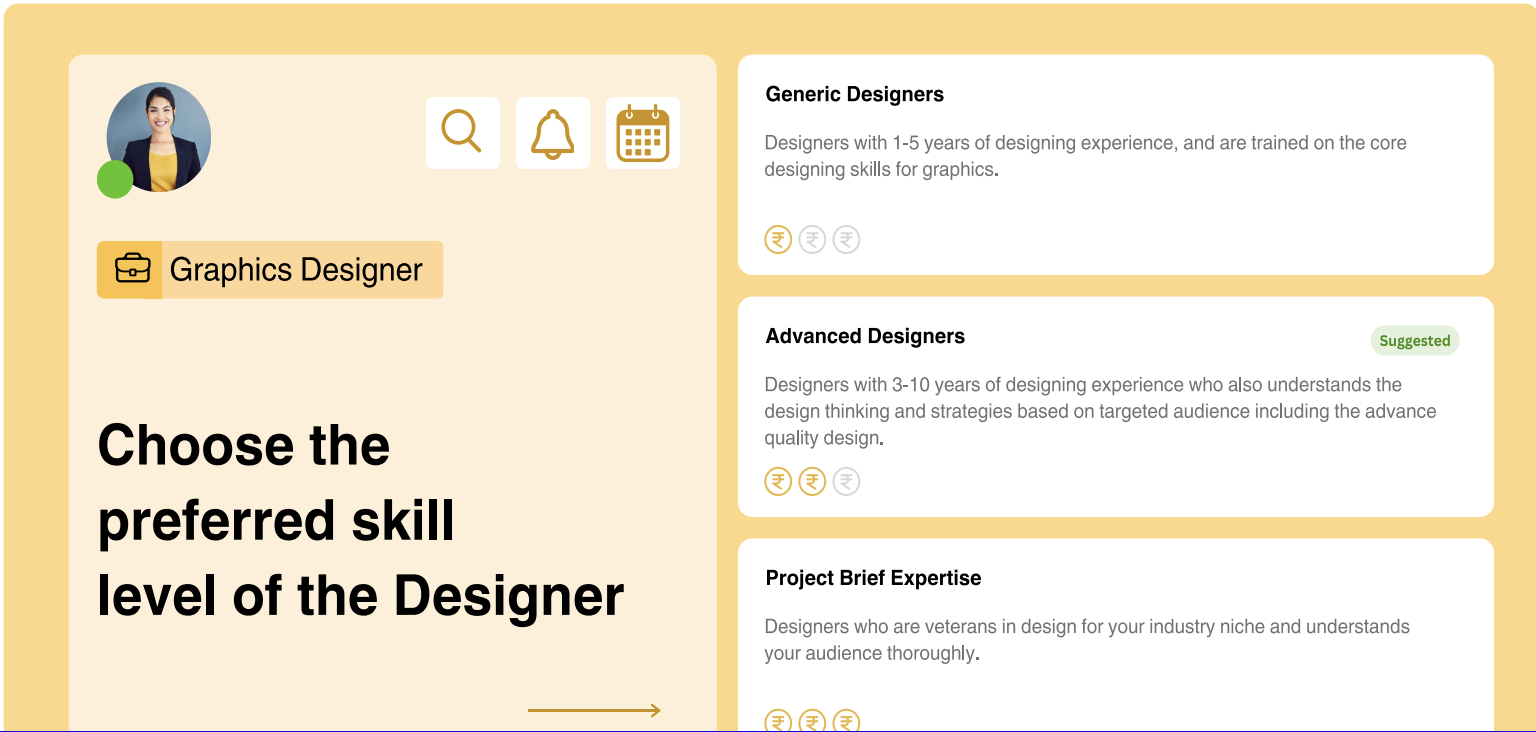 Graphics Designer
Choose the
preferred skill
level of the Designer
Generic Designers
Designers with 1-5 years of designing experience, and are trained on the core
designing skills for graphics.
₹ ₹ ₹
Advanced Designers
Suggested
Designers with 3-10 years of designing experience who also understands the
design thinking and strategies based on targeted audience including the advance
quality design.
₹ ₹ ₹
Project Brief Expertise
Designers who are veterans in design for your industry niche and understands
your audience thoroughly.
₹ ₹ ₹